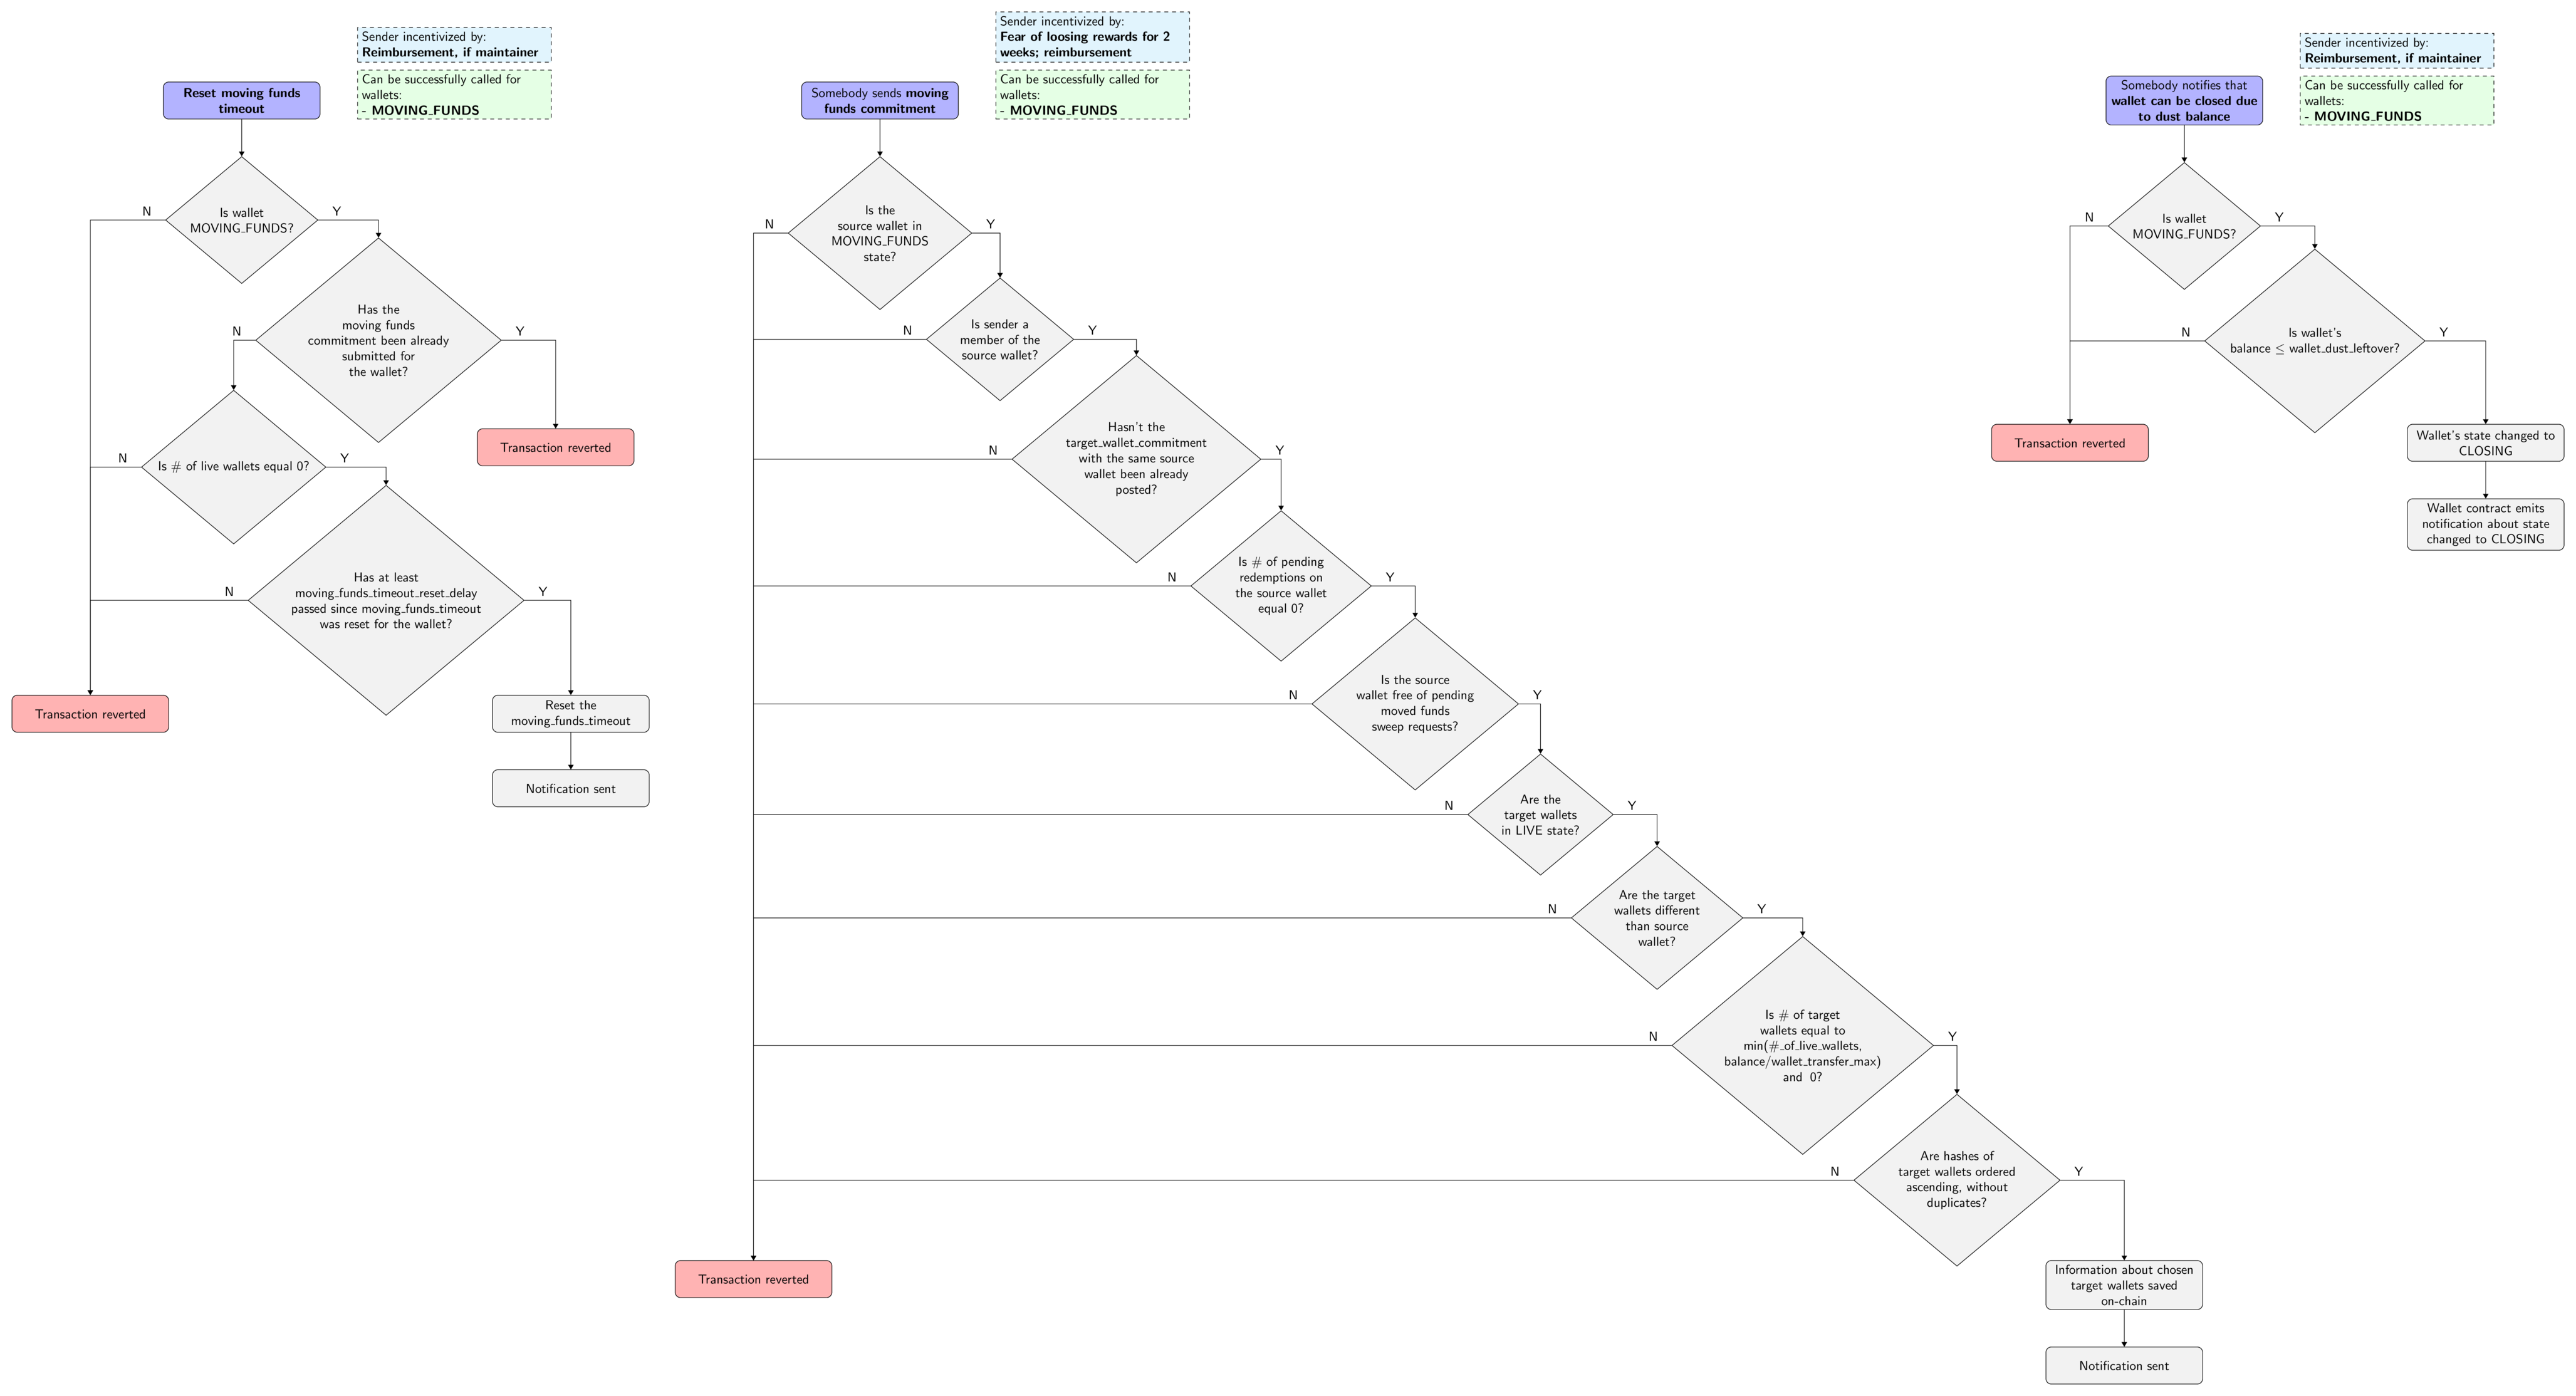 Sender incentivized by:
Reimbursement, if maintainer
Can be successfully called for
wallets:
- MOVING_FUNDS
Reset moving funds
timeout
Is wallet
MOVING_FUNDS?
N
Y
Has the
moving funds
commitment been already
submitted for
the wallet?
N
Y
Transaction reverted
Is # of live wallets equal 0?
N
Y
Has at least
moving_funds_timeout_reset_delay
passed since moving_funds_timeout
was reset for the wallet?
N
Y
Transaction reverted
Reset the
moving_funds_timeout
Notification sent
Sender incentivized by:
Fear of loosing rewards for 2
weeks; reimbursement
Can be successfully called for
wallets:
- MOVING_FUNDS
Somebody sends moving
funds commitment
Is the
source wallet in
MOVING_FUNDS
state?
N
Y
Is sender a
member of the
source wallet?
N
Y
Hasn't the
target_wallet_commitment
with the same source
wallet been already
posted?
N
Y
Is # of pending
redemptions on
the source wallet
equal 0?
N
Y
Is the source
wallet free of pending
moved funds
sweep requests?
N
Y
Are the
target wallets
in LIVE state?
N
Y
Are the target
wallets different
than source
wallet?
N
Y
Is # of target
wallets equal to
min(#_of_live_wallets,
balance/wallet_transfer_max)
and 0?
N
Y
Are hashes of
target wallets ordered
ascending, without
duplicates?
N
Y
Transaction reverted
Information about chosen
target wallets saved
on-chain
Notification sent
Sender incentivized by:
Reimbursement, if maintainer
Can be successfully called for
wallets:
- MOVING_FUNDS
Somebody notifies that
wallet can be closed due
to dust balance
Is wallet
MOVING_FUNDS?
N
Y
Is wallet's
balance ≤ wallet_dust_leftover?
N
Y
Transaction reverted
Wallet's state changed to
CLOSING
Wallet contract emits
notification about state
changed to CLOSING